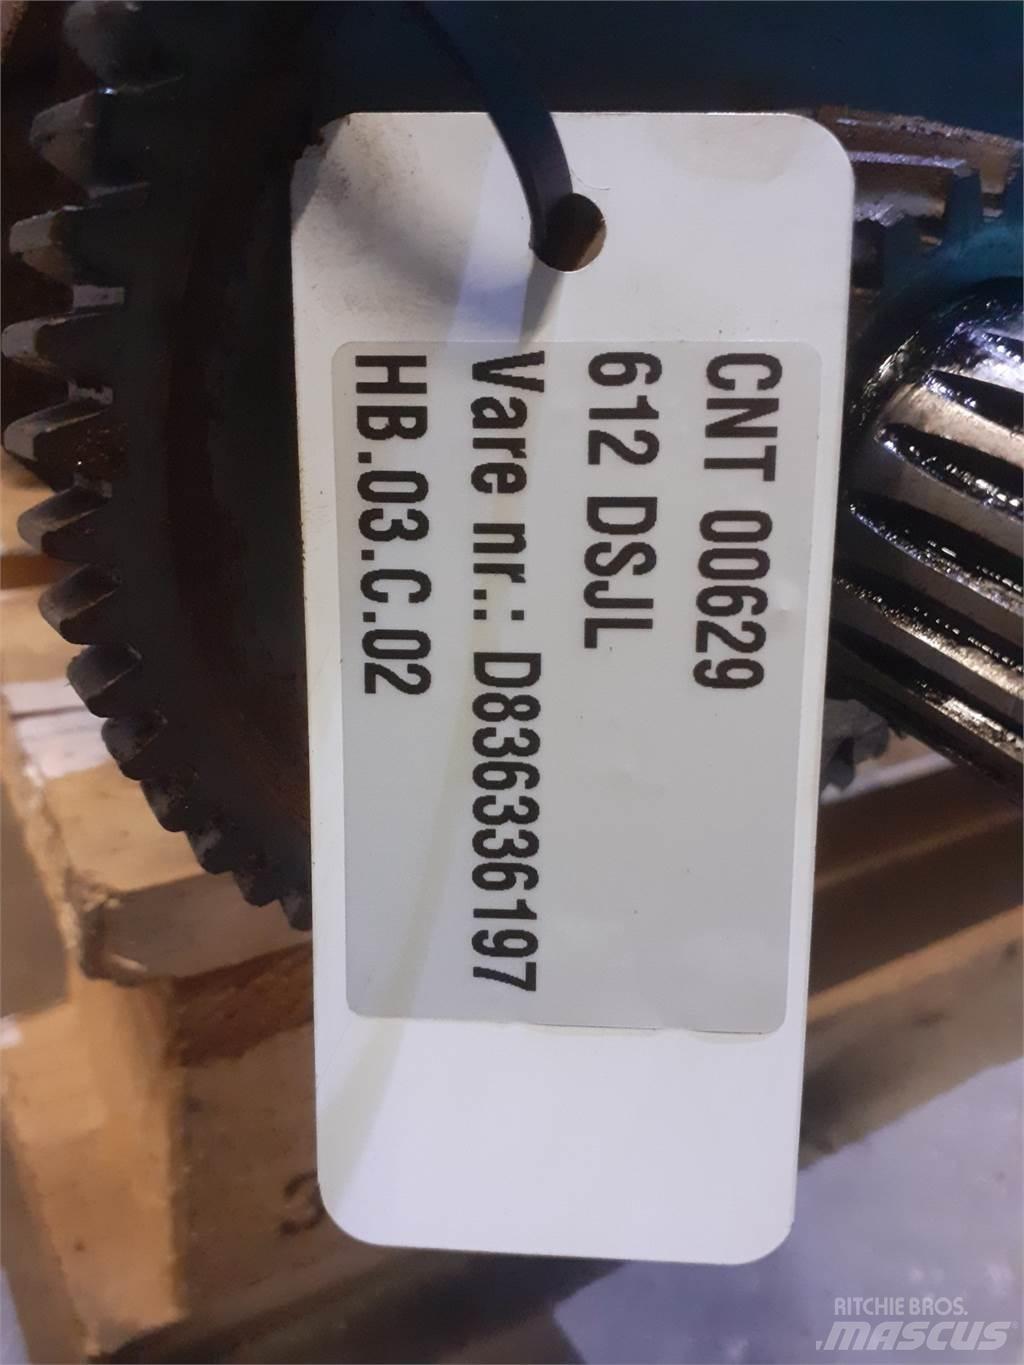 CNT 00629
612 DSJL
Vare nr.: D836336197
HB.03.C.02
RITCHIE BROS.
MASCUS